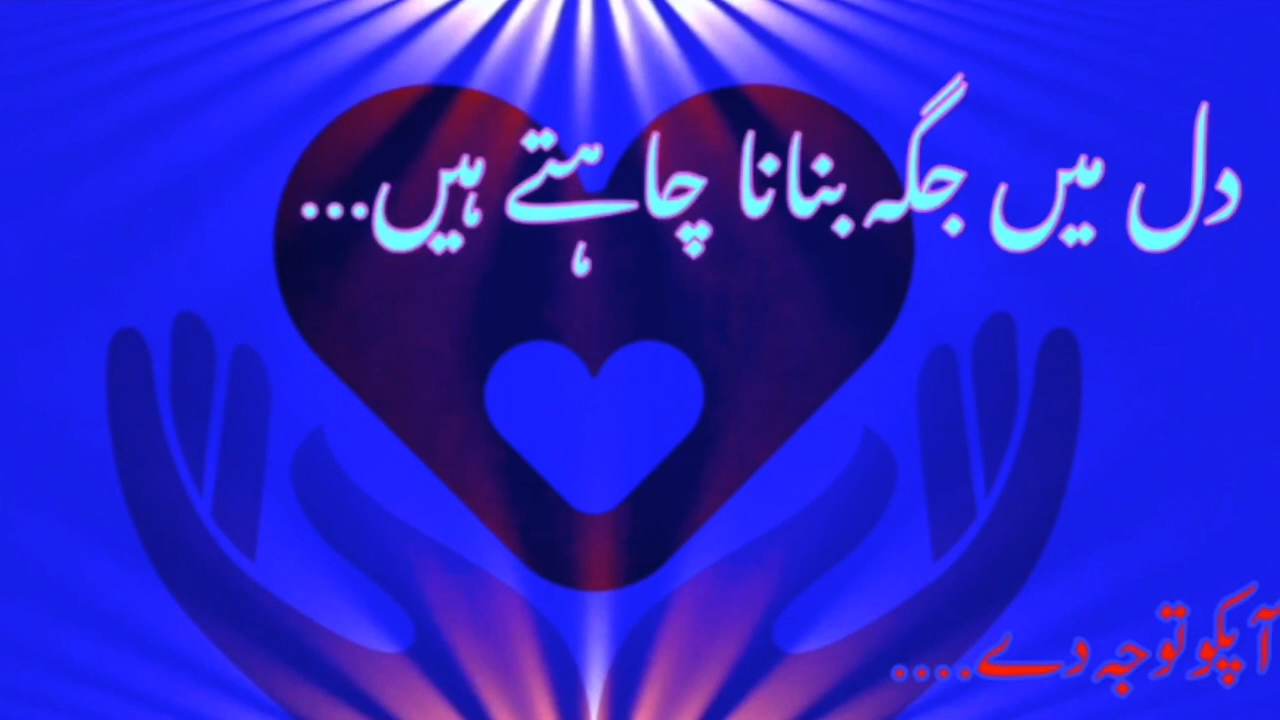 دل میں جگہ بنانا چاہتے ہیں...
آپکو توجہ دے....